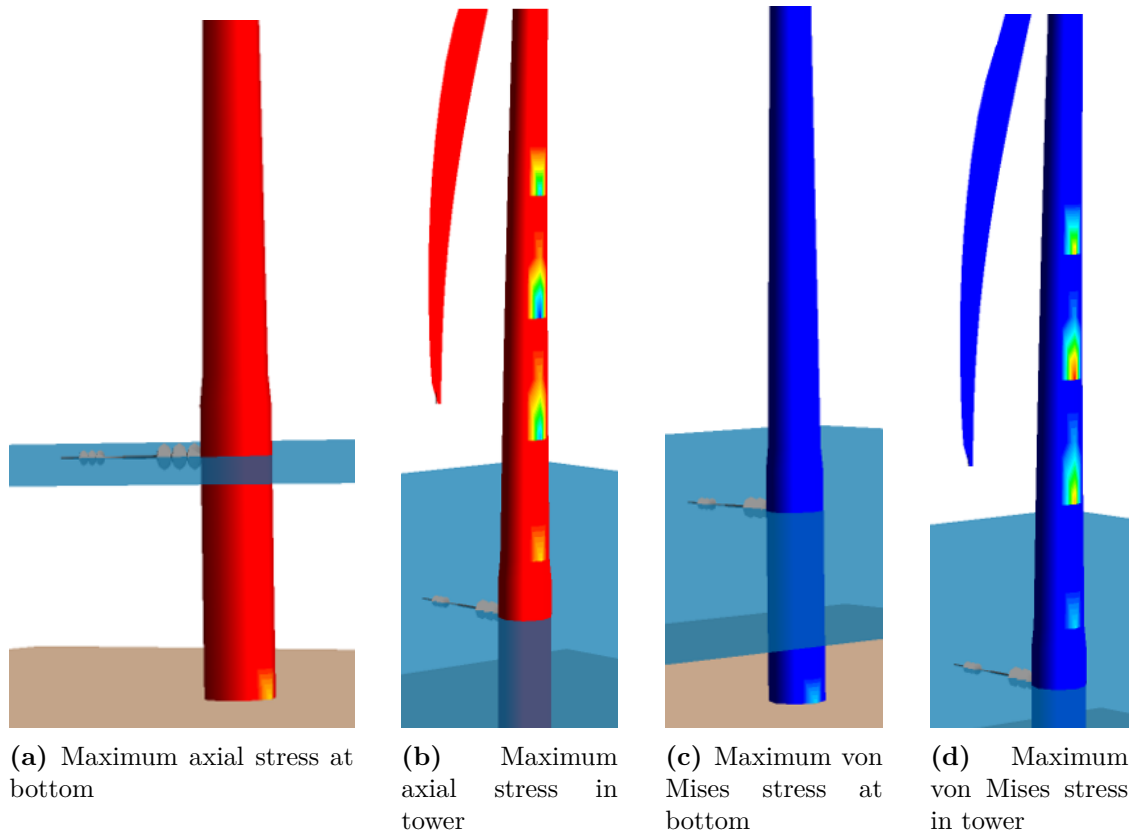 (a) Maximum axial stress at
bottom
(b) Maximum
axial stress in
tower
(c) Maximum von
Mises stress at
bottom
(d) Maximum
von Mises stress
in tower